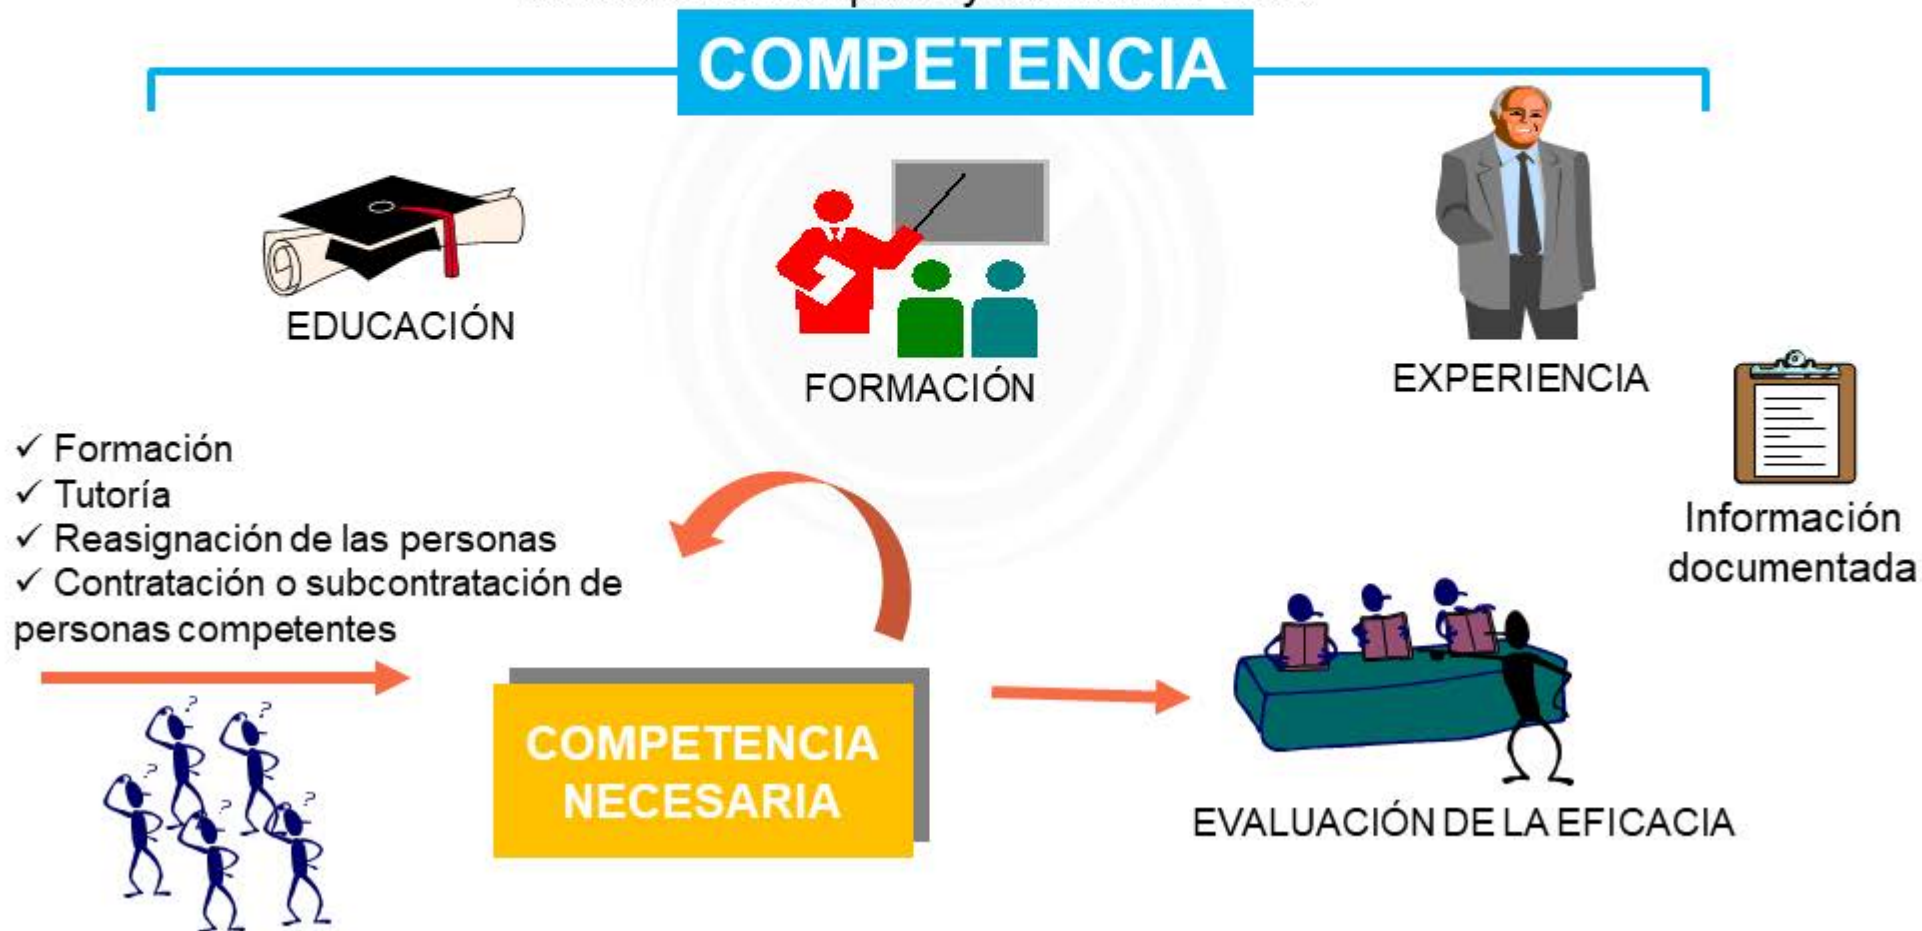 COMPETENCIA
EDUCACIÓN
FORMACIÓN
EXPERIENCIA
Información
documentada
✓ Formación
✓ Tutoría
✓ Reasignación de las personas
✓ Contratación o subcontratación de
personas competentes
? ? ? ? ?
COMPETENCIA
NECESARIA
EVALUACIÓN DE LA EFICACIA